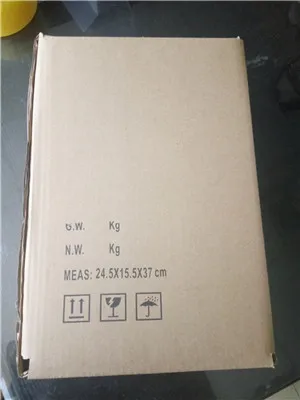 G.W. Kg
N.W. Kg
MEAS: 24.5X15.5X37 cm